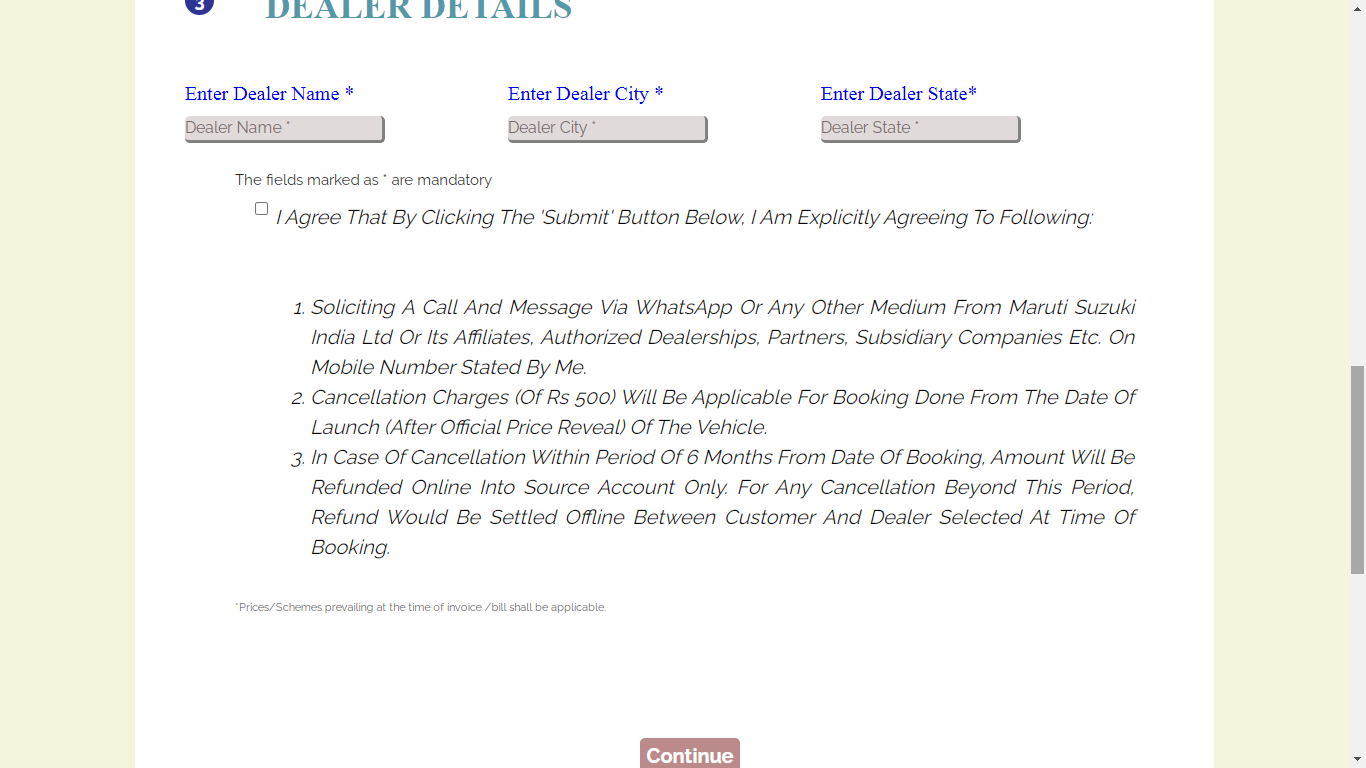 3 DEALER DETAILS
Enter Dealer Name * Enter Dealer City * Enter Dealer State*
Dealer Name * Dealer City * Dealer State *
The fields marked as * are mandatory
I Agree That By Clicking The 'Submit' Button Below, I Am Explicitly Agreeing To Following:
1. Soliciting A Call And Message Via WhatsApp Or Any Other Medium From Maruti Suzuki
India Ltd Or Its Affiliates, Authorized Dealerships, Partners, Subsidiary Companies Etc. On
Mobile Number Stated By Me.
2. Cancellation Charges (Of Rs 500) Will Be Applicable For Booking Done From The Date Of
Launch (After Official Price Reveal) Of The Vehicle.
3. In Case Of Cancellation Within Period Of 6 Months From Date Of Booking, Amount Will Be
Refunded Online Into Source Account Only. For Any Cancellation Beyond This Period,
Refund Would Be Settled Offline Between Customer And Dealer Selected At Time Of
Booking.
*Prices/Schemes prevailing at the time of invoice /bill shall be applicable.
Continue